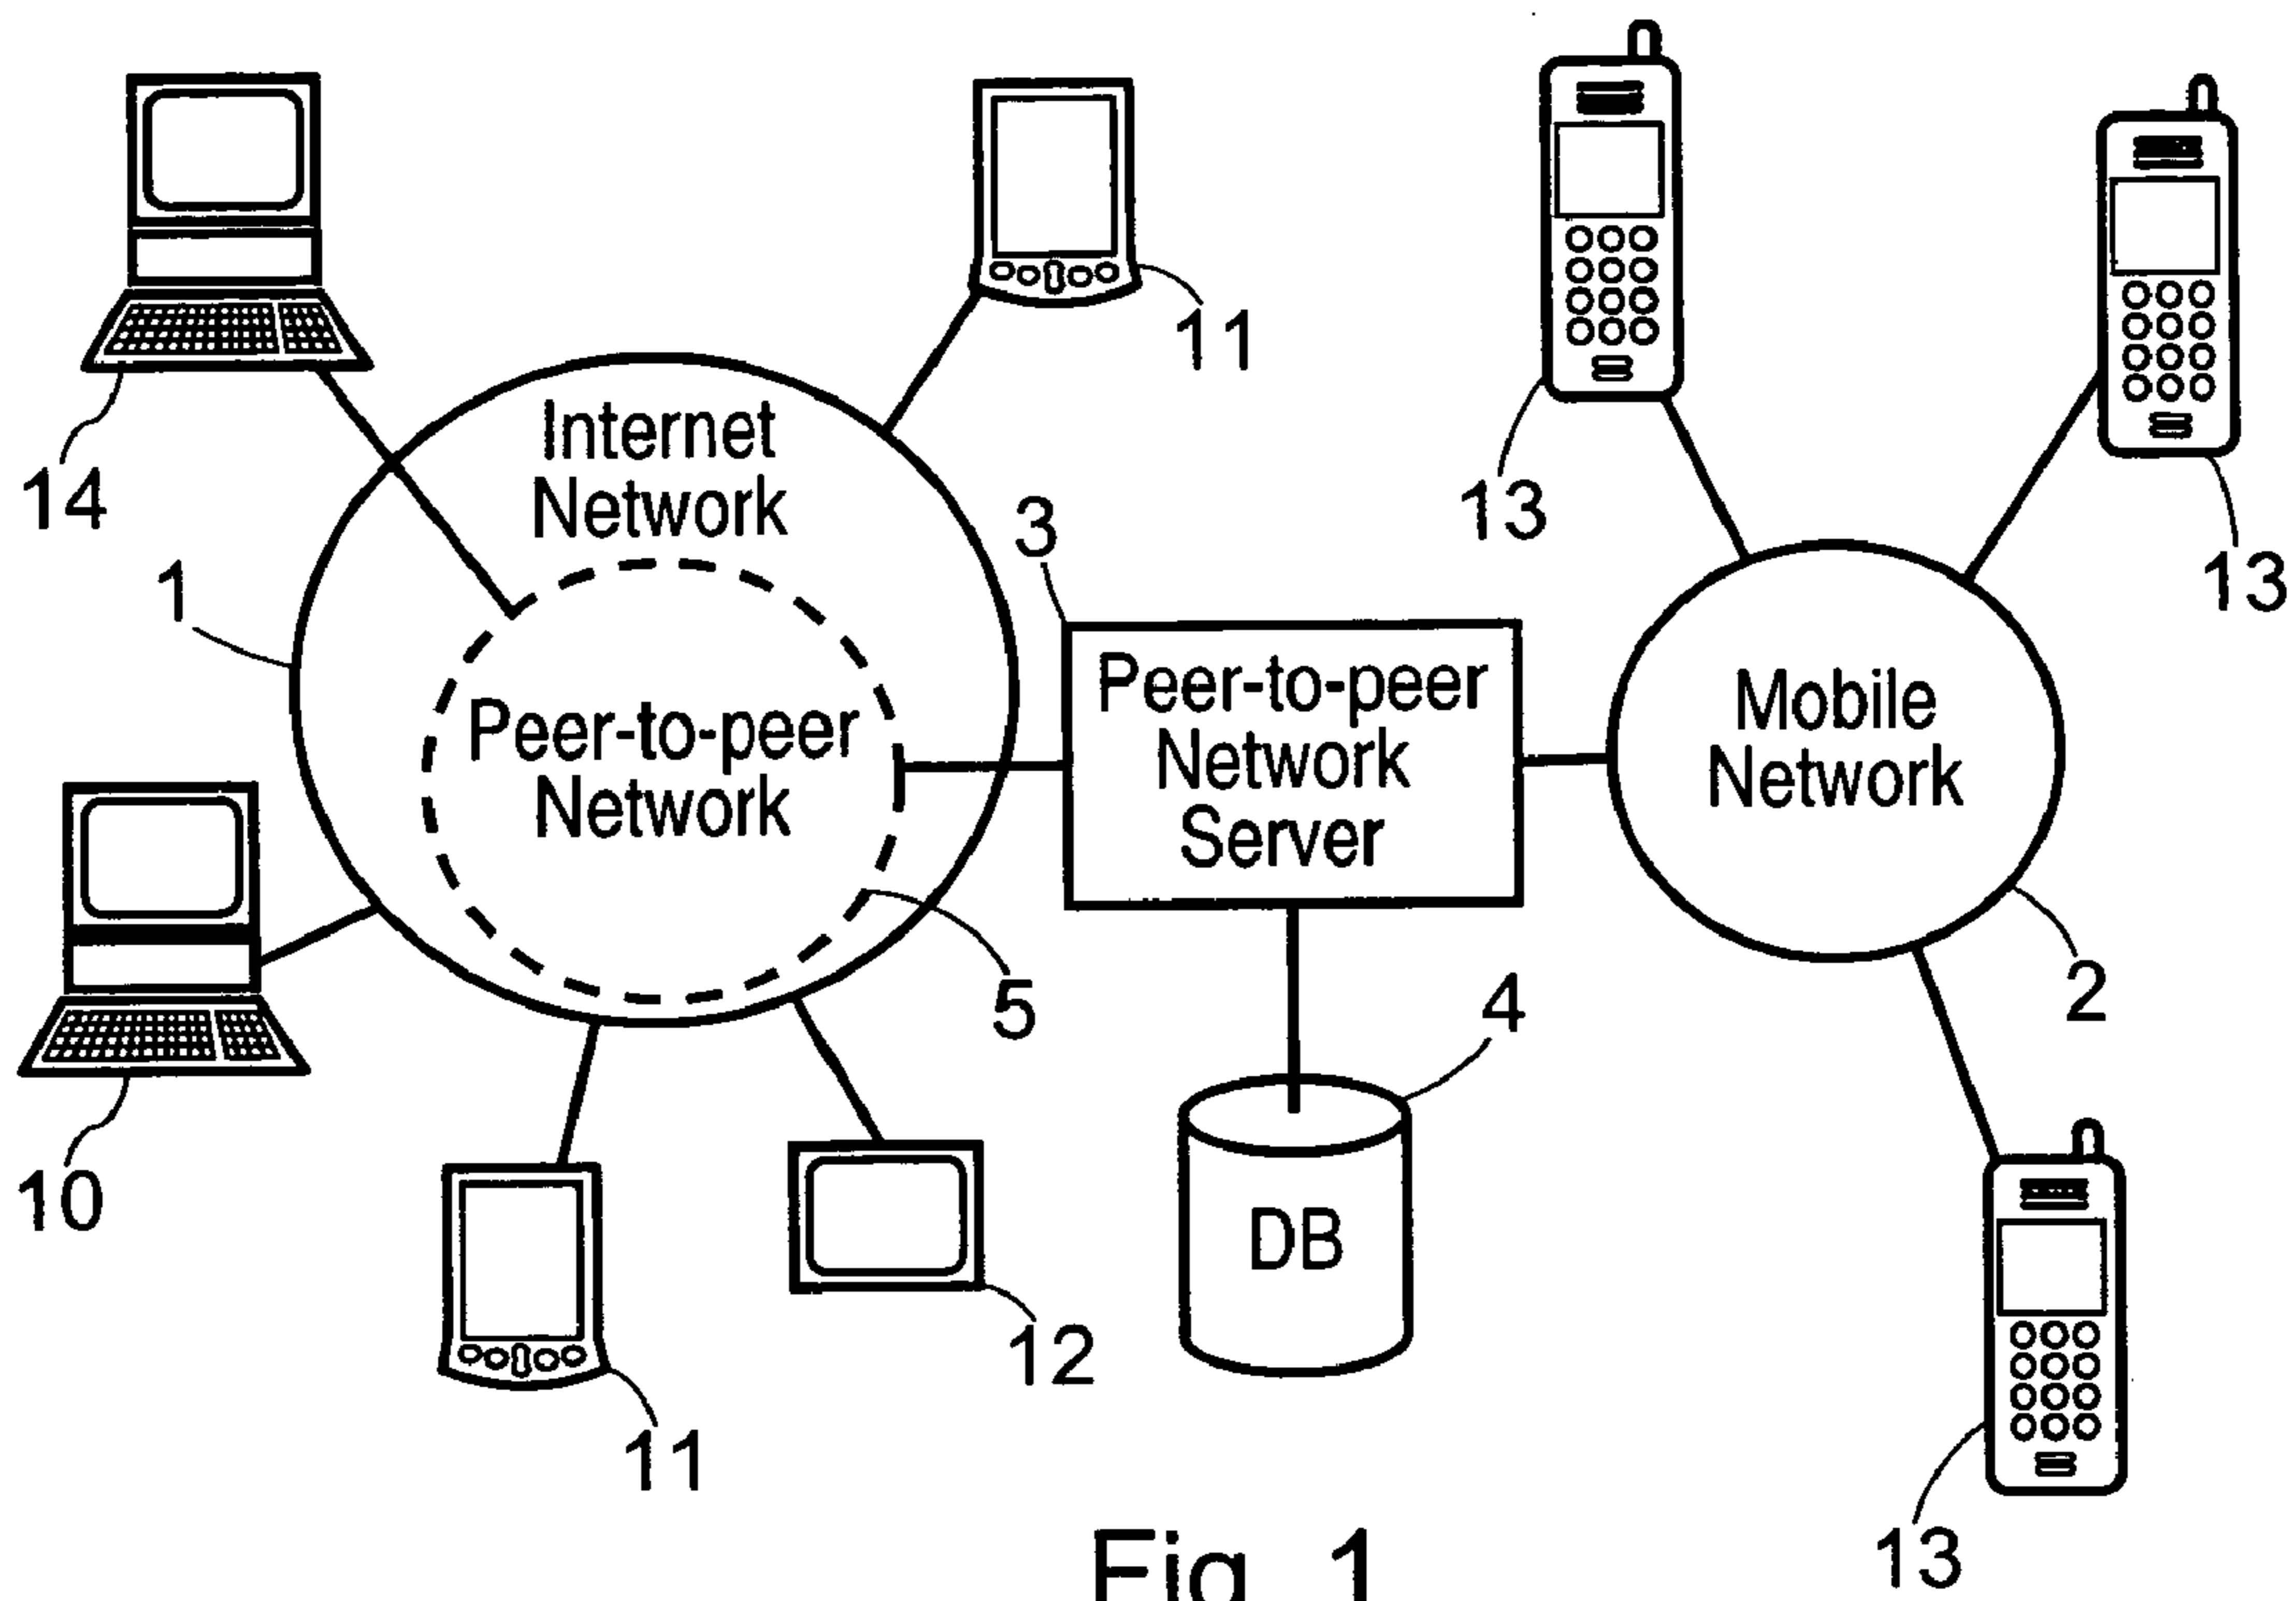 11
Internet
Network
14
13
13
3
1
Peer-to-peer
Network
Server
Mobile
Network
Peer-to-peer
Network
5
4
2
10
DB
12
11
13
Fig. 1